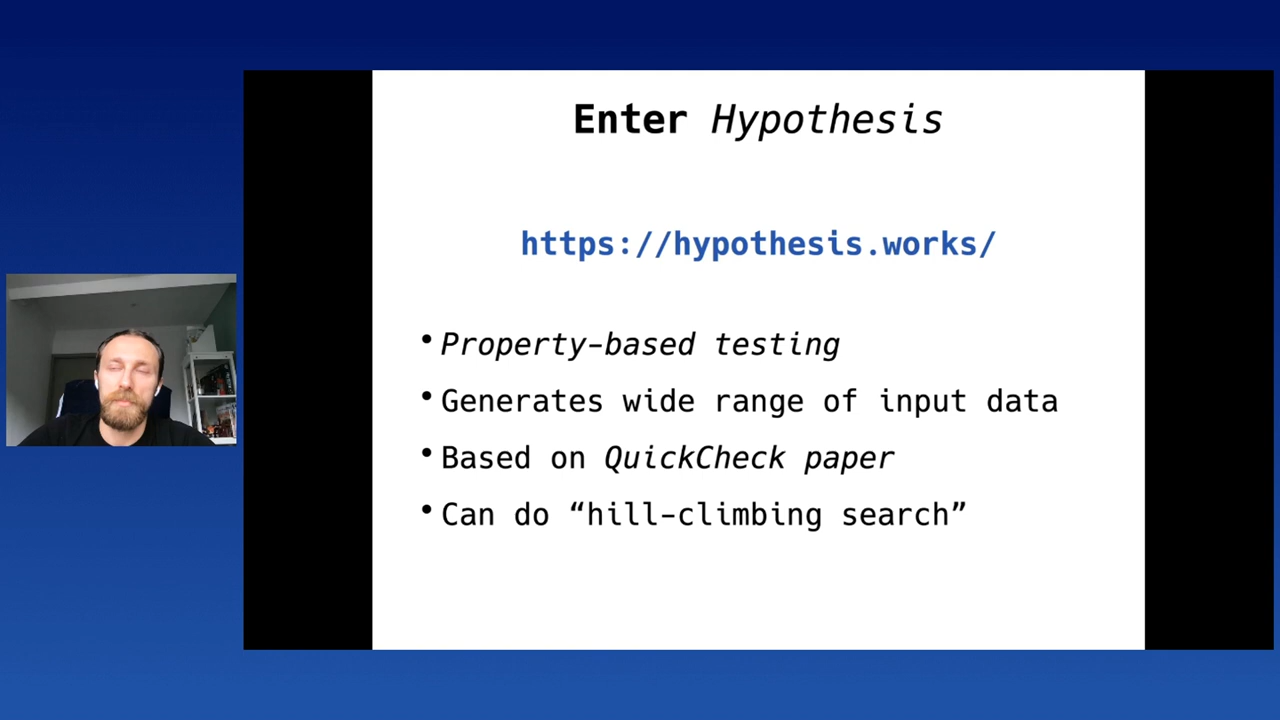 Enter Hypothesis
https://hypothesis.works/
• Property-based testing
• Generates wide range of input data
• Based on QuickCheck paper
• Can do “hill-climbing search”